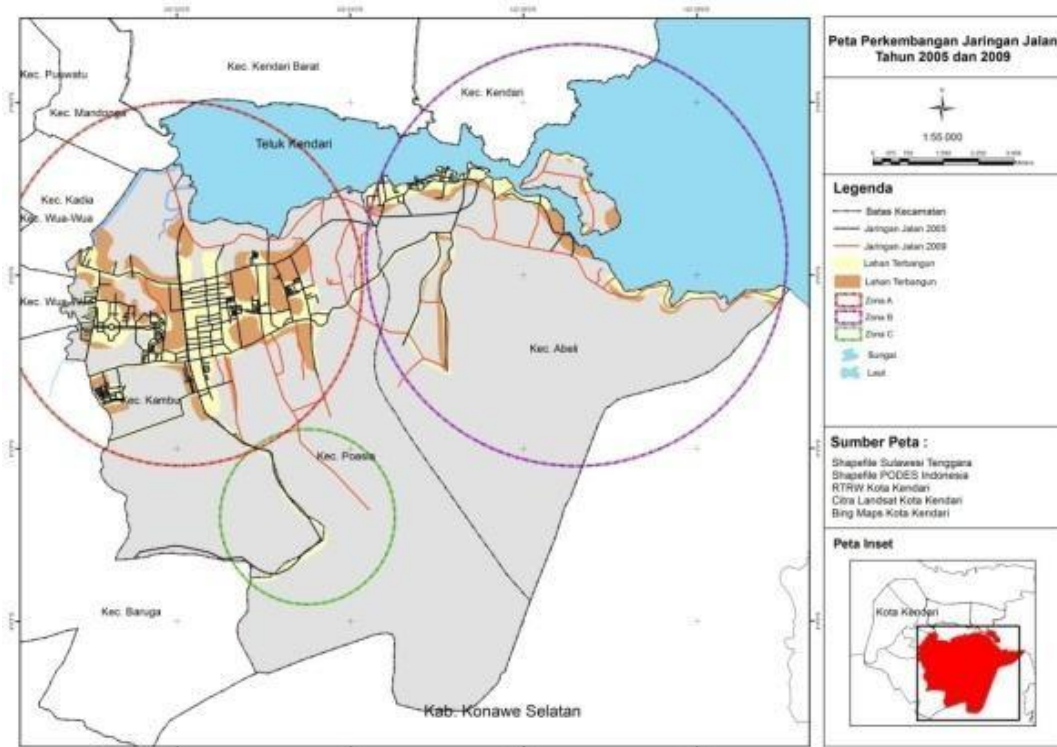 Peta Perkembangan Jaringan Jalan
Tahun 2005 dan 2009
1:55.000
Legenda
Batas Kecamatan
Jaringan Jalan 2005
Jaringan Jalan 2009
Lahan Terbangun
Lahan Terbangun
Zona A
Zona B
Zona C
Sungai
Laut
Sumber Peta :
Shapefile Sulawesi Tenggara
Shapefile PODES Indonesia
RTRW Kota Kendari
Citra Landsat Kota Kendari
Bing Maps Kota Kendari
Peta Inset
Kota Kendari
Kec. Puuwatu
Kec. Kendari Barat
Kec. Kendari
Kec. Mandonga
Teluk Kendari
Kec. Kadia
Kec. Wua-Wua
Kec. Wua-Wua
Kec. Abeli
Kec. Kambu
Kec. Poasia
Kec. Baruga
Kab. Konawe Selatan